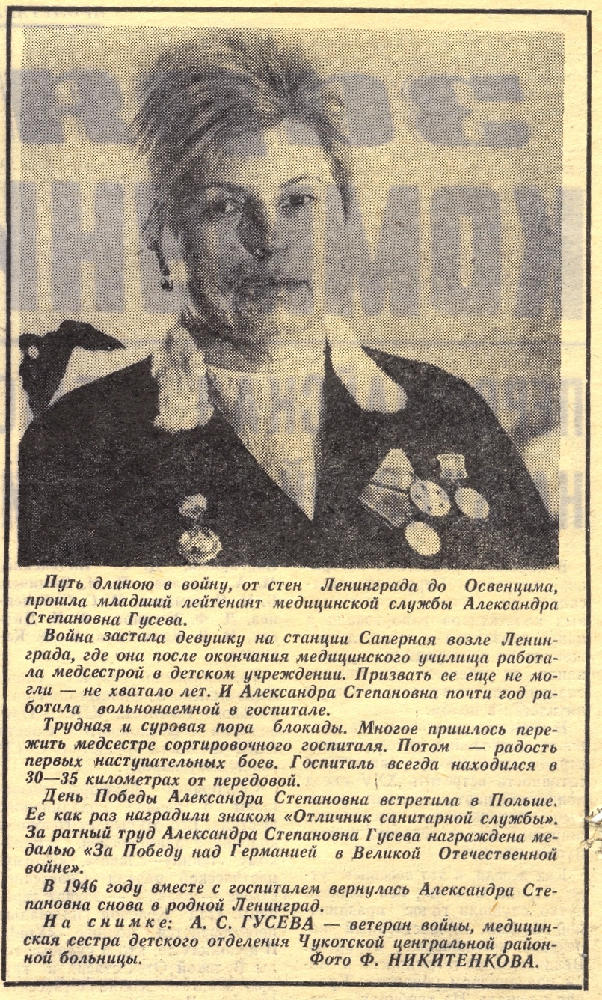 Путь длиною в войну, от стен Ленинграда до Освенцима,
прошла младший лейтенант медицинской службы Александра
Степановна Гусева.
Война застала девушку на станции Саперная возле Ленин-
града, где она после окончания медицинского училища работа-
ла медсестрой в детском учреждении. Призвать ее еще не мо-
гли — не хватало лет. И Александра Степановна почти год ра-
ботала вольнонаемной в госпитале.
Трудная и суровая пора блокады. Многое пришлось пере-
жить медсестре сортировочного госпиталя. Потом — радость
первых наступательных боев. Госпиталь всегда находился в
30—35 километрах от передовой.
День Победы Александра Степановна встретила в Польше.
Ее как раз наградили знаком «Отличник санитарной службы».
За ратный труд Александра Степановна Гусева награждена ме-
далью «За Победу над Германией в Великой Отечественной
войне».
В 1946 году вместе с госпиталем вернулась Александра Сте-
пановна снова в родной Ленинград.
На снимке: А. С. ГУСЕВА — ветеран войны, медицин-
ская сестра детского отделения Чукотской центральной район-
ной больницы. Фото Ф. НИКИТЕНКОВА.